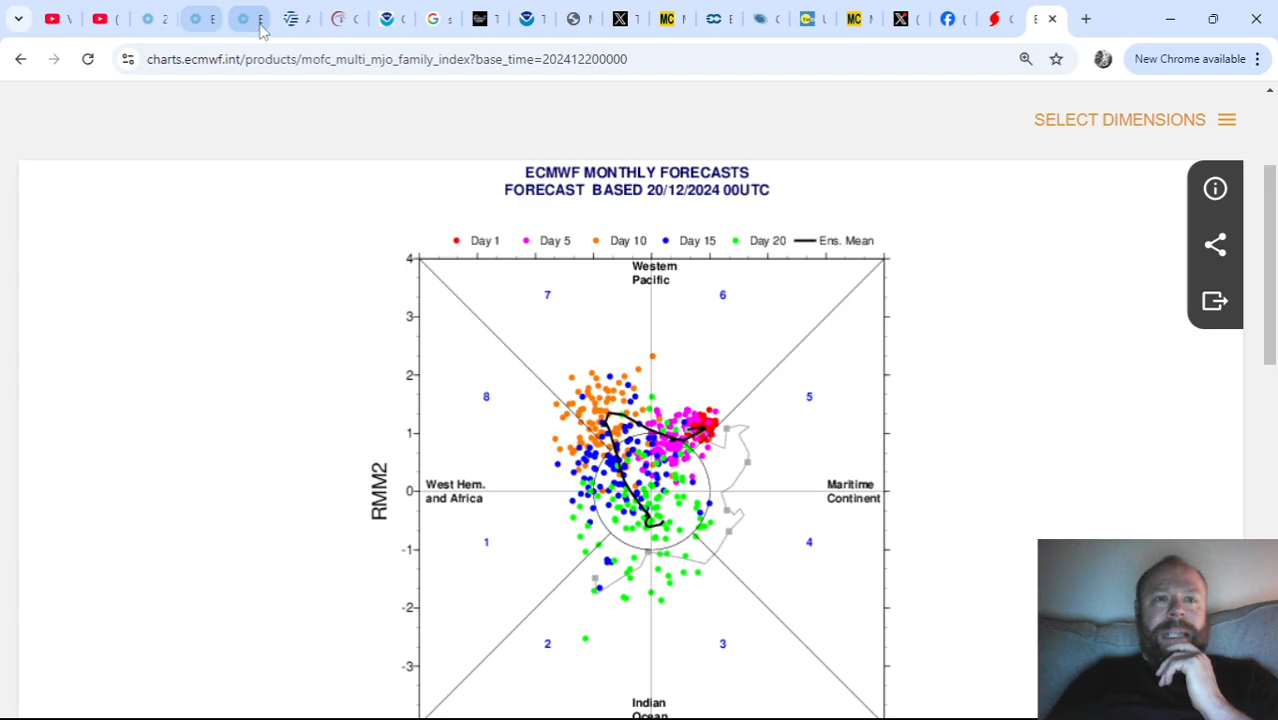 charts.ecmwf.int/products/mofc_multi_mjo_family_index?base_time=202412200000
New Chrome available
SELECT DIMENSIONS
ECMWF MONTHLY FORECASTS
FORECAST BASED 20/12/2024 00UTC
Day 1 Day 5 Day 10 Day 15 Day 20 Ens. Mean
4
Western
Pacific
7 6
3
2
8 5
1
RMM2
0
West Hem.
and Africa
Maritime
Continent
1 4
-1
-2
2 3
-3
Indian
Ocean